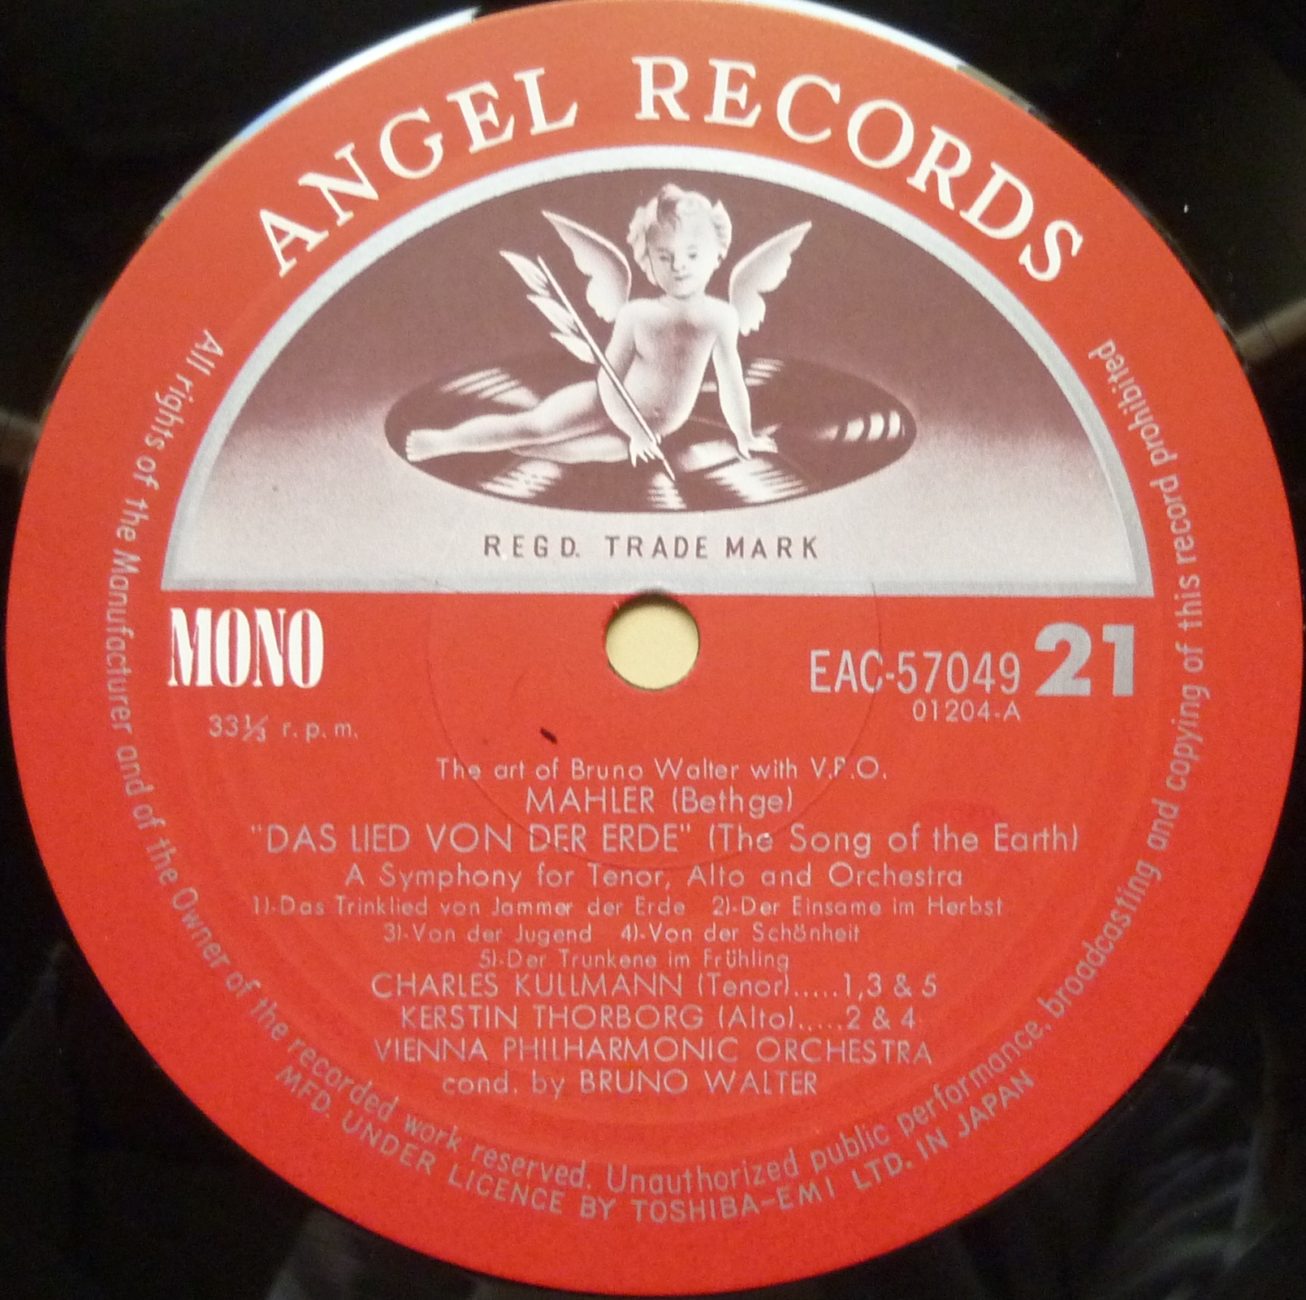 ANGEL RECORDS
REGD. TRADE MARK
MONO
EAC-57049 21
01204-A
33⅓ r.p.m.
The art of Bruno Walter with V.P.O.
MAHLER (Bethge)
"DAS LIED VON DER ERDE" (The Song of the Earth)
A Symphony for Tenor, Alto and Orchestra
1)-Das Trinklied von Jammer der Erde 2)-Der Einsame im Herbst
3)-Von der Jugend 4)-Von der Schönheit
5)-Der Trunkene im Frühling
CHARLES KULLMANN (Tenor).....1,3 & 5
KERSTIN THORBORG (Alto).....2 & 4
VIENNA PHILHARMONIC ORCHESTRA
cond. by BRUNO WALTER
All rights of the Manufacturer and of the Owner of the recorded work reserved. Unauthorized public performance, broadcasting and copying of this record prohibited
MFD. UNDER LICENCE BY TOSHIBA-EMI LTD. IN JAPAN